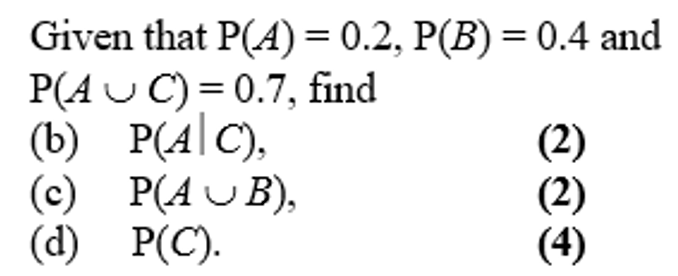 Given that P(A) = 0.2, P(B) = 0.4 and
P(A ∪ C) = 0.7, find
(b) P(A|C), (2)
(c) P(A ∪ B), (2)
(d) P(C). (4)